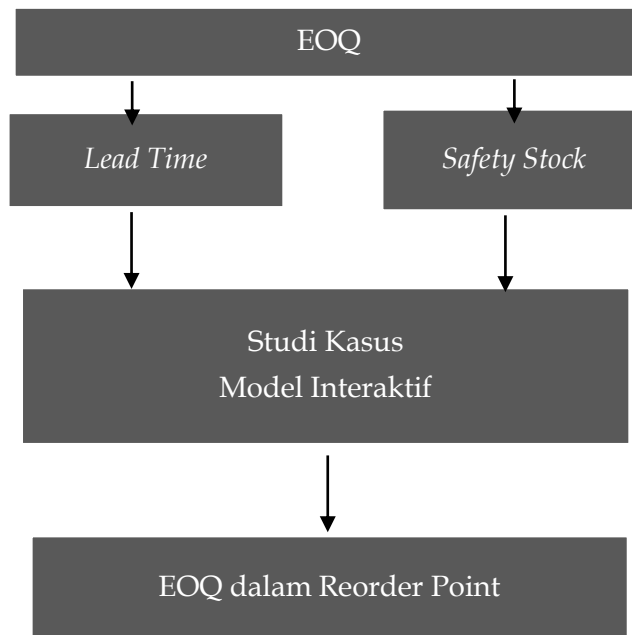 EOQ
Lead Time
Safety Stock
Studi Kasus
Model Interaktif
EOQ dalam Reorder Point